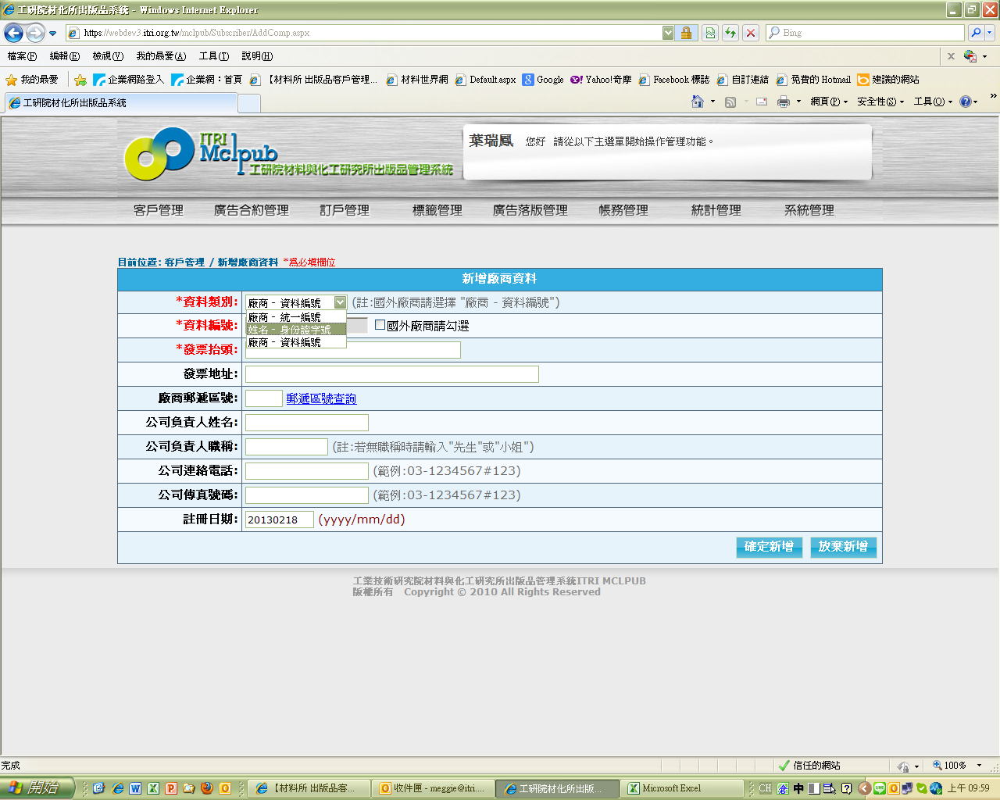 工研院材化所出版品系統 - Windows Internet Explorer
https://webdev3.itri.org.tw/mclpub/Subscriber/AddComp.aspx
Bing
檔案(F) 編輯(E) 檢視(V) 我的最愛(A) 工具(T) 說明(H)
我的最愛 企業網路登入 企業網：首頁 【材料所 出版品客戶管理... 材料世界網 Default.aspx Google Yahoo!奇摩 Facebook 標誌 自訂連結 免費的 Hotmail 建議的網站
工研院材化所出版品系統 網頁(P) 安全性(S) 工具(O)
ITRI
Mclpub
工研院材料與化工研究所出版品管理系統
葉瑞鳳 您好 請從以下主選單開始操作管理功能。
客戶管理 廣告合約管理 訂戶管理 標籤管理 廣告落版管理 帳務管理 統計管理 系統管理
目前位置: 客戶管理 / 新增廠商資料 *為必填欄位
新增廠商資料
*資料類別: 廠商 - 資料編號 (註:國外廠商請選擇 "廠商 - 資料編號")
廠商 - 統一編號
*資料編號: 國外廠商請勾選
姓名 - 身份證字號
廠商 - 資料編號
*發票抬頭:
發票地址:
廠商郵遞區號: 郵遞區號查詢
公司負責人姓名:
公司負責人職稱: (註:若無職稱時請輸入"先生"或"小姐")
公司連絡電話: (範例:03-1234567#123)
公司傳真號碼: (範例:03-1234567#123)
註冊日期: 20130218 (yyyy/mm/dd)
確定新增 放棄新增
工業技術研究院材料與化工研究所出版品管理系統ITRI MCLPUB
版權所有 Copyright © 2010 All Rights Reserved
完成 信任的網站 100%
開始 【材料所 出版品客... 收件匣 - meggie@itri.... 工研院材化所出版... Microsoft Excel CH 中 上午 09:59